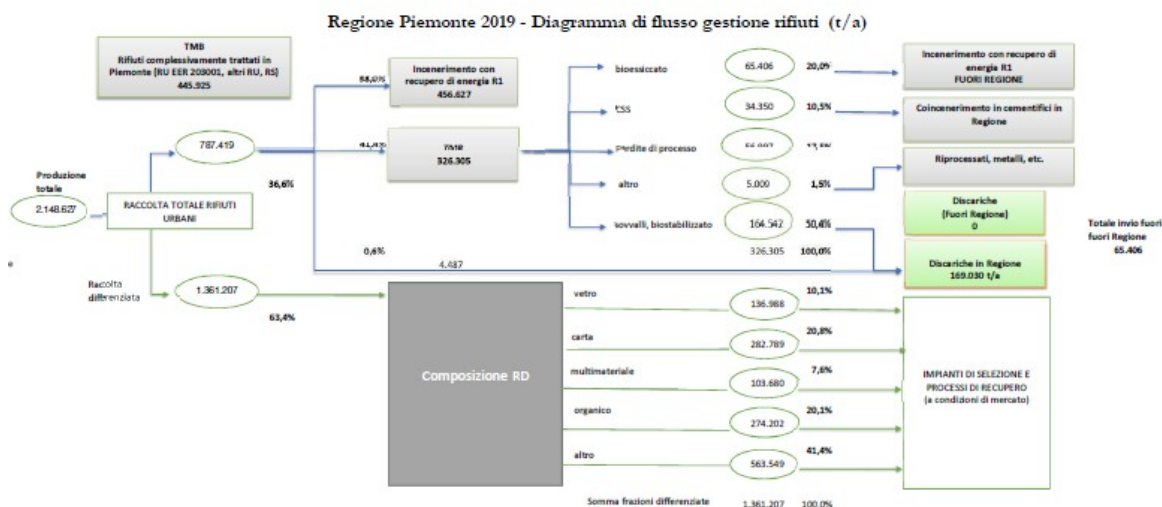 Regione Piemonte 2019 - Diagramma di flusso gestione rifiuti (t/a)
TMB
Rifiuti complessivamente trattati in
Piemonte (RU EER 203001, altri RU, RS)
445.925
58,0%
Incenerimento con
recupero di energia R1
456.627
bioessiccato
65.406
20,0%
Incenerimento con recupero di
energia R1
FUORI REGIONE
CSS
34.350
10,5%
Coincenerimento in cementifici in
Regione
787.419
41,4%
TMB
326.305
Perdite di processo
Riprocessati, metalli, etc.
altro
5.000
1,5%
Produzione
totale
2.148.627
36,6%
RACCOLTA TOTALE RIFIUTI
URBANI
sovvalli, biostabilizzato
164.542
50,4%
Discariche
(Fuori Regione)
0
Totale invio fuori
fuori Regione
65.406
0,6%
4.487
326.305
100,0%
Discariche in Regione
169.030 t/a
e
Raccolta
differenziata
1.361.207
63,4%
Composizione RD
vetro
136.988
10,1%
carta
282.789
20,8%
multimateriale
103.680
7,6%
organico
274.202
20,1%
altro
563.549
41,4%
IMPIANTI DI SELEZIONE E
PROCESSI DI RECUPERO
(a condizioni di mercato)
Somma frazioni differenziate
1.361.207
100,0%